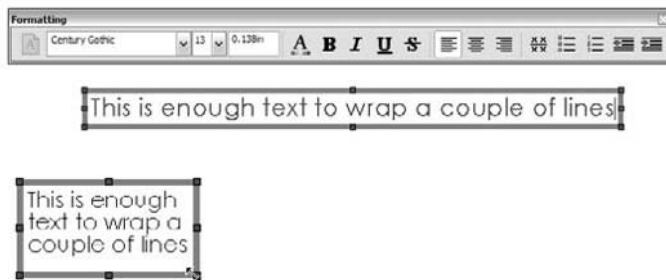 Formatting
Century Gothic 13 0.138in A B I U S
This is enough text to wrap a couple of lines
This is enough
text to wrap a
couple of lines